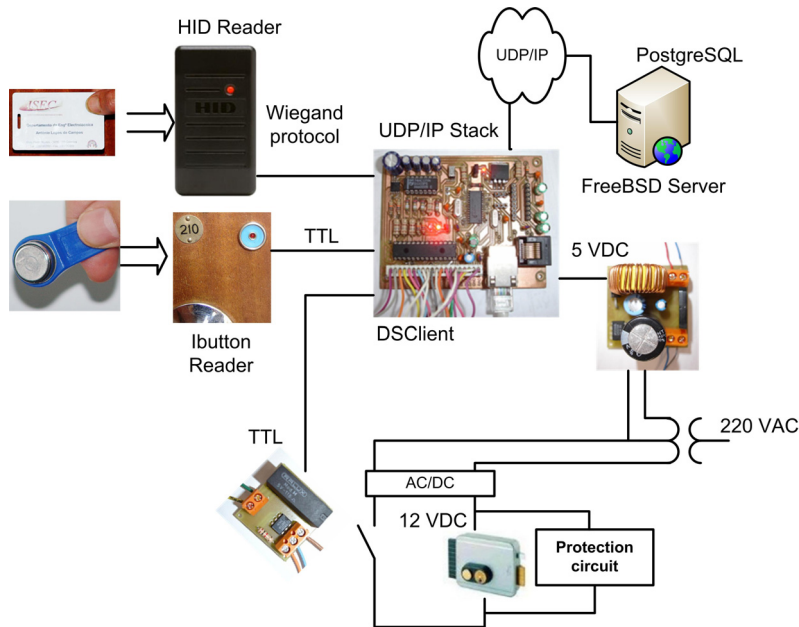 HID Reader
ISEC
HID
Wiegand
protocol
UDP/IP
PostgreSQL
UDP/IP Stack
FreeBSD Server
210
TTL
5 VDC
Ibutton
Reader
DSClient
TTL
220 VAC
AC/DC
12 VDC
Protection
circuit